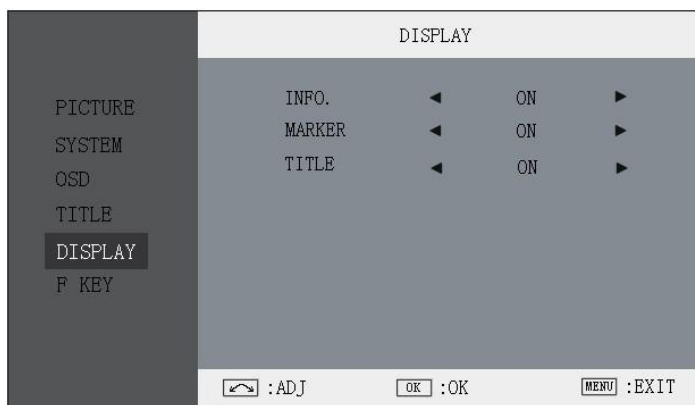 DISPLAY
PICTURE
SYSTEM
OSD
TITLE
DISPLAY
F KEY
INFO. ◀ ON ▶
MARKER ◀ ON ▶
TITLE ◀ ON ▶
:ADJ OK :OK MENU :EXIT